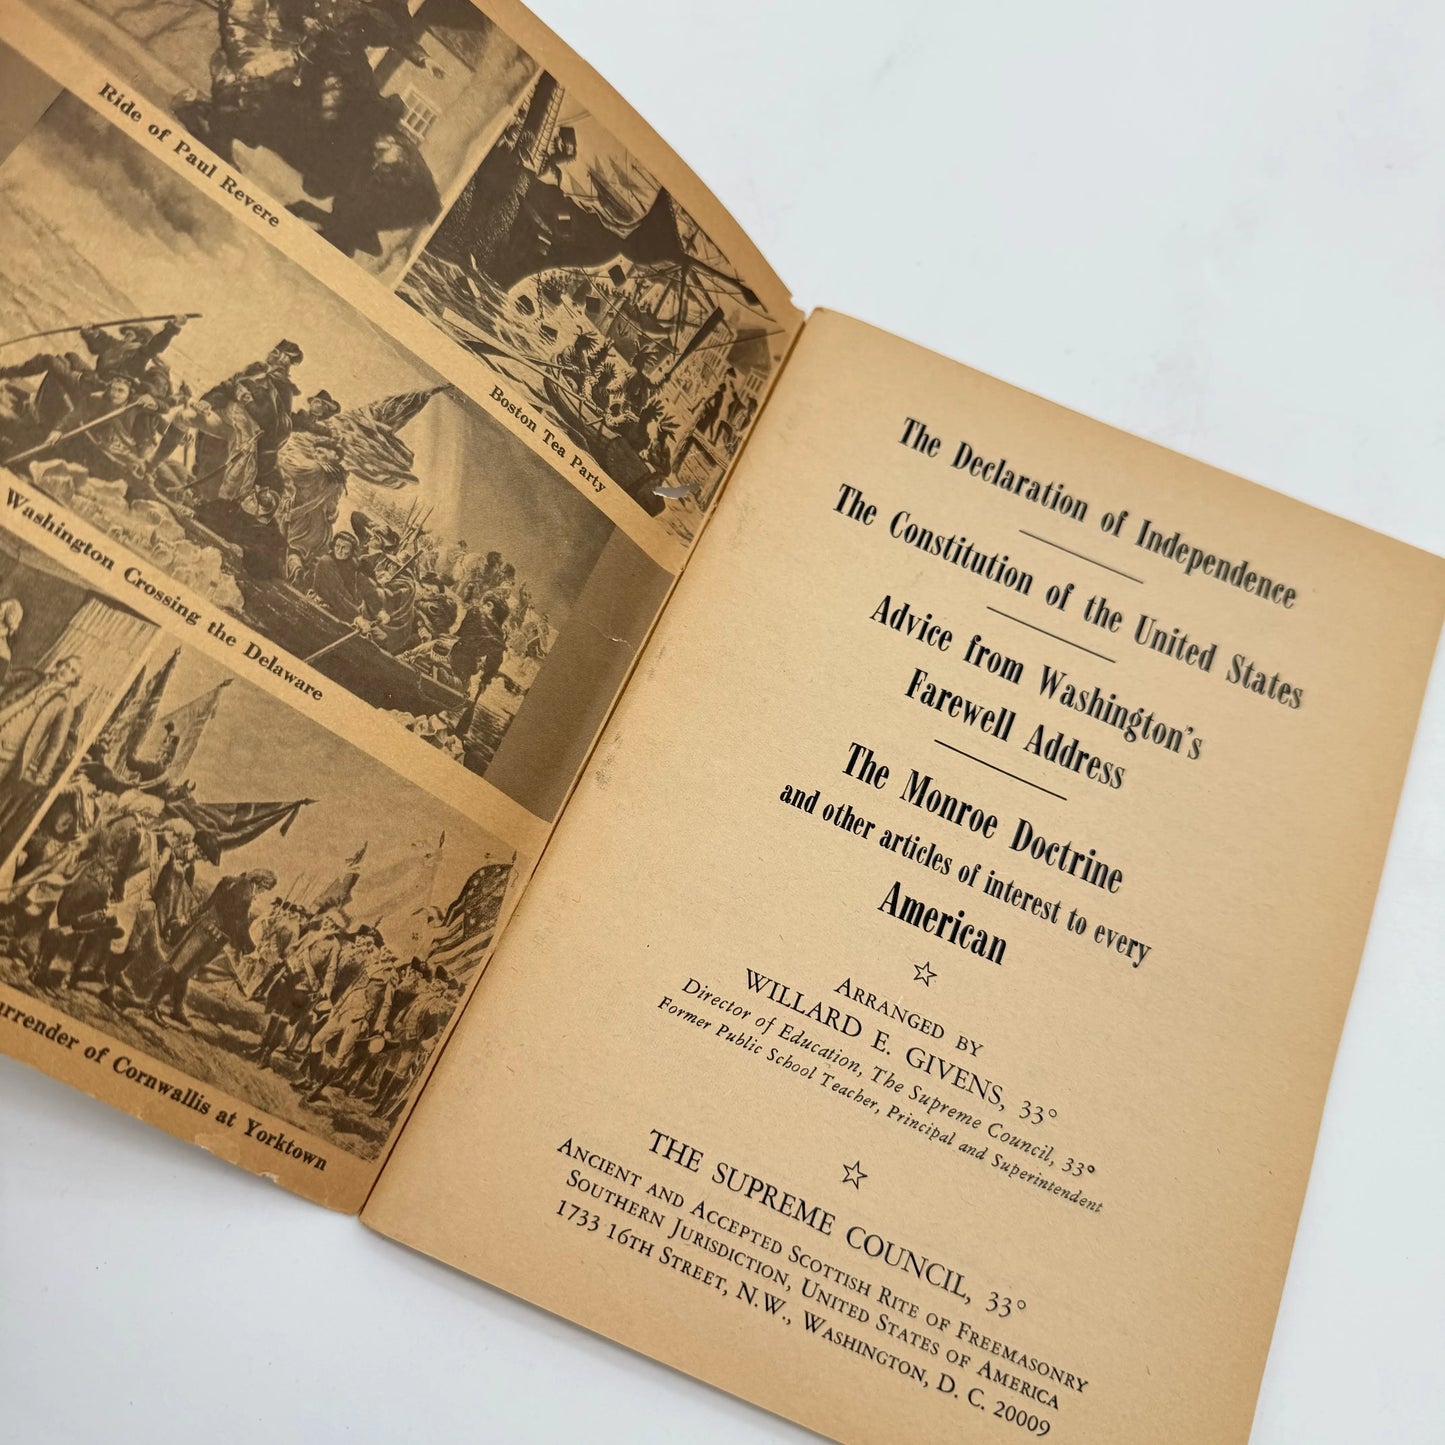 Ride of Paul Revere
Boston Tea Party
Washington Crossing the Delaware
of Cornwallis at Yorktown
The Declaration of Independence
The Constitution of the United States
Advice from Washington's
Farewell Address
The Monroe Doctrine
and other articles of interest to every
American
ARRANGED BY
WILLARD E. GIVENS, 33°
Director of Education, The Supreme Council, 33°
Former Public School Teacher, Principal and Superintendent
THE SUPREME COUNCIL, 33°
ANCIENT AND ACCEPTED SCOTTISH RITE OF FREEMASONRY
SOUTHERN JURISDICTION, UNITED STATES OF AMERICA
1733 16TH STREET, N.W., WASHINGTON, D. C. 20009